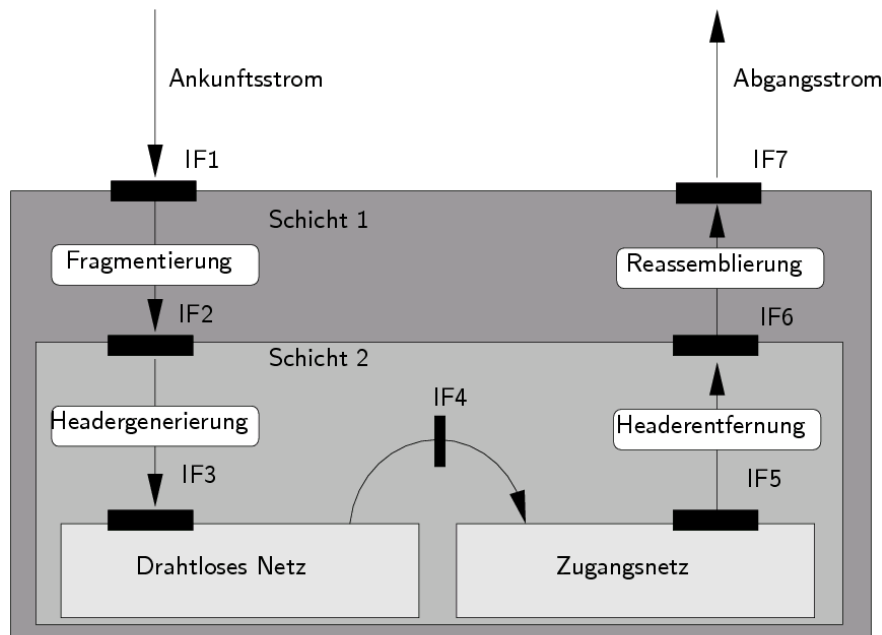 Ankunftsstrom
Abgangsstrom
IF1
IF7
Schicht 1
Fragmentierung
Reassemblierung
IF2
IF6
Schicht 2
IF4
Headergenerierung
Headerentfernung
IF3
IF5
Drahtloses Netz
Zugangsnetz